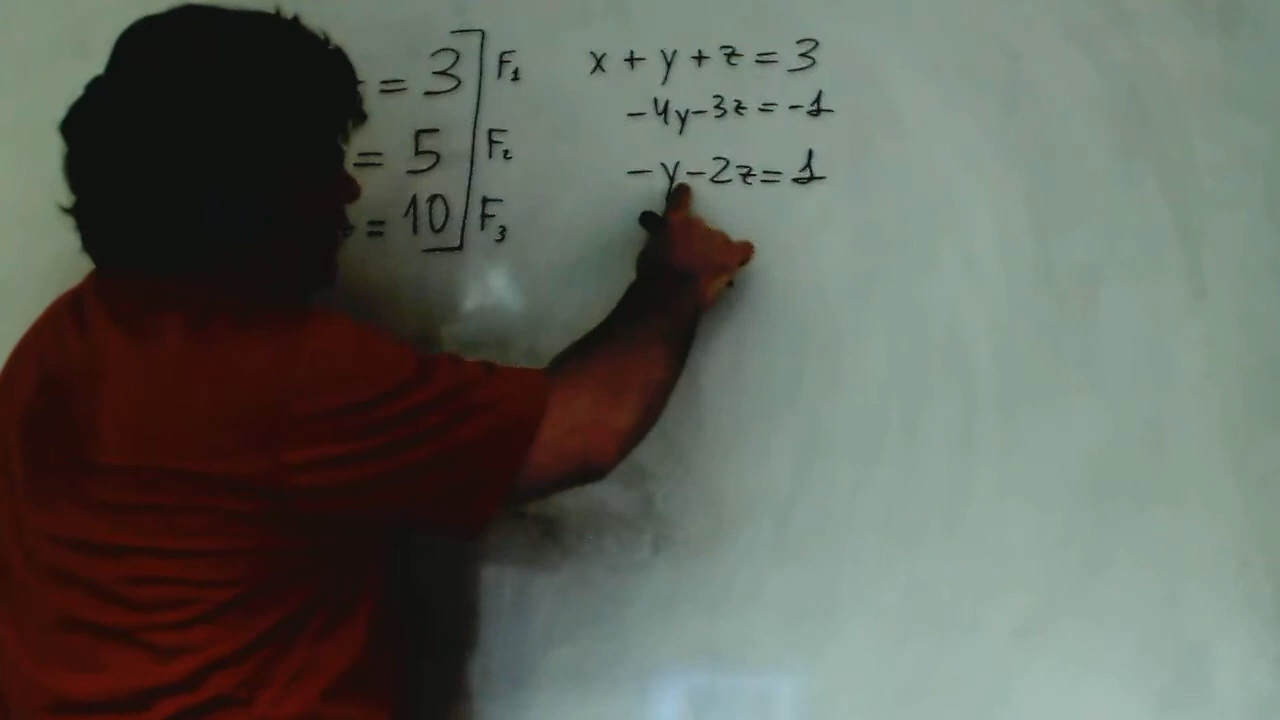 = 3 F₁
= 5 F₂
= 10 F₃
x + y + z = 3
-4y-3z = -1
-y-2z = 1